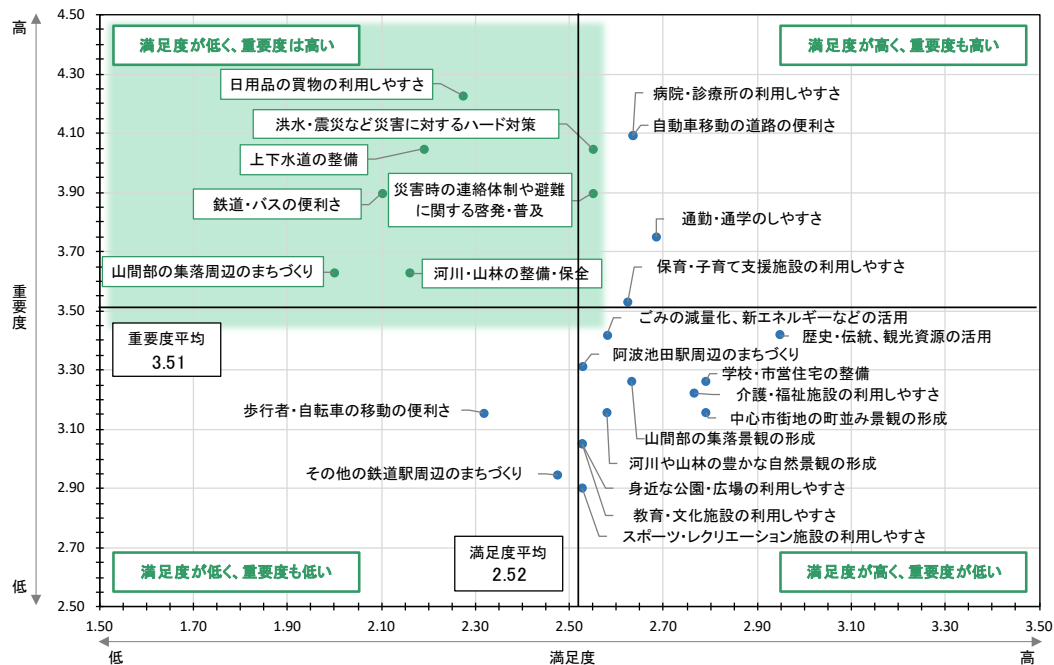 高
4.50
4.30
4.10
3.90
3.70
3.50
3.30
3.10
2.90
2.70
2.50
低
重要度
満足度が低く、重要度は高い
満足度が高く、重要度も高い
日用品の買物の利用しやすさ
病院・診療所の利用しやすさ
洪水・震災など災害に対するハード対策
自動車移動の道路の便利さ
上下水道の整備
災害時の連絡体制や避難
に関する啓発・普及
鉄道・バスの便利さ
通勤・通学のしやすさ
山間部の集落周辺のまちづくり
河川・山林の整備・保全
保育・子育て支援施設の利用しやすさ
重要度平均
3.51
ごみの減量化、新エネルギーなどの活用
歴史・伝統、観光資源の活用
阿波池田駅周辺のまちづくり
学校・市営住宅の整備
介護・福祉施設の利用しやすさ
歩行者・自転車の移動の便利さ
中心市街地の町並み景観の形成
山間部の集落景観の形成
河川や山林の豊かな自然景観の形成
その他の鉄道駅周辺のまちづくり
身近な公園・広場の利用しやすさ
教育・文化施設の利用しやすさ
スポーツ・レクリエーション施設の利用しやすさ
満足度平均
2.52
満足度が低く、重要度も低い
満足度が高く、重要度が低い
1.50 1.70 1.90 2.10 2.30 2.50 2.70 2.90 3.10 3.30 3.50
低 満足度 高